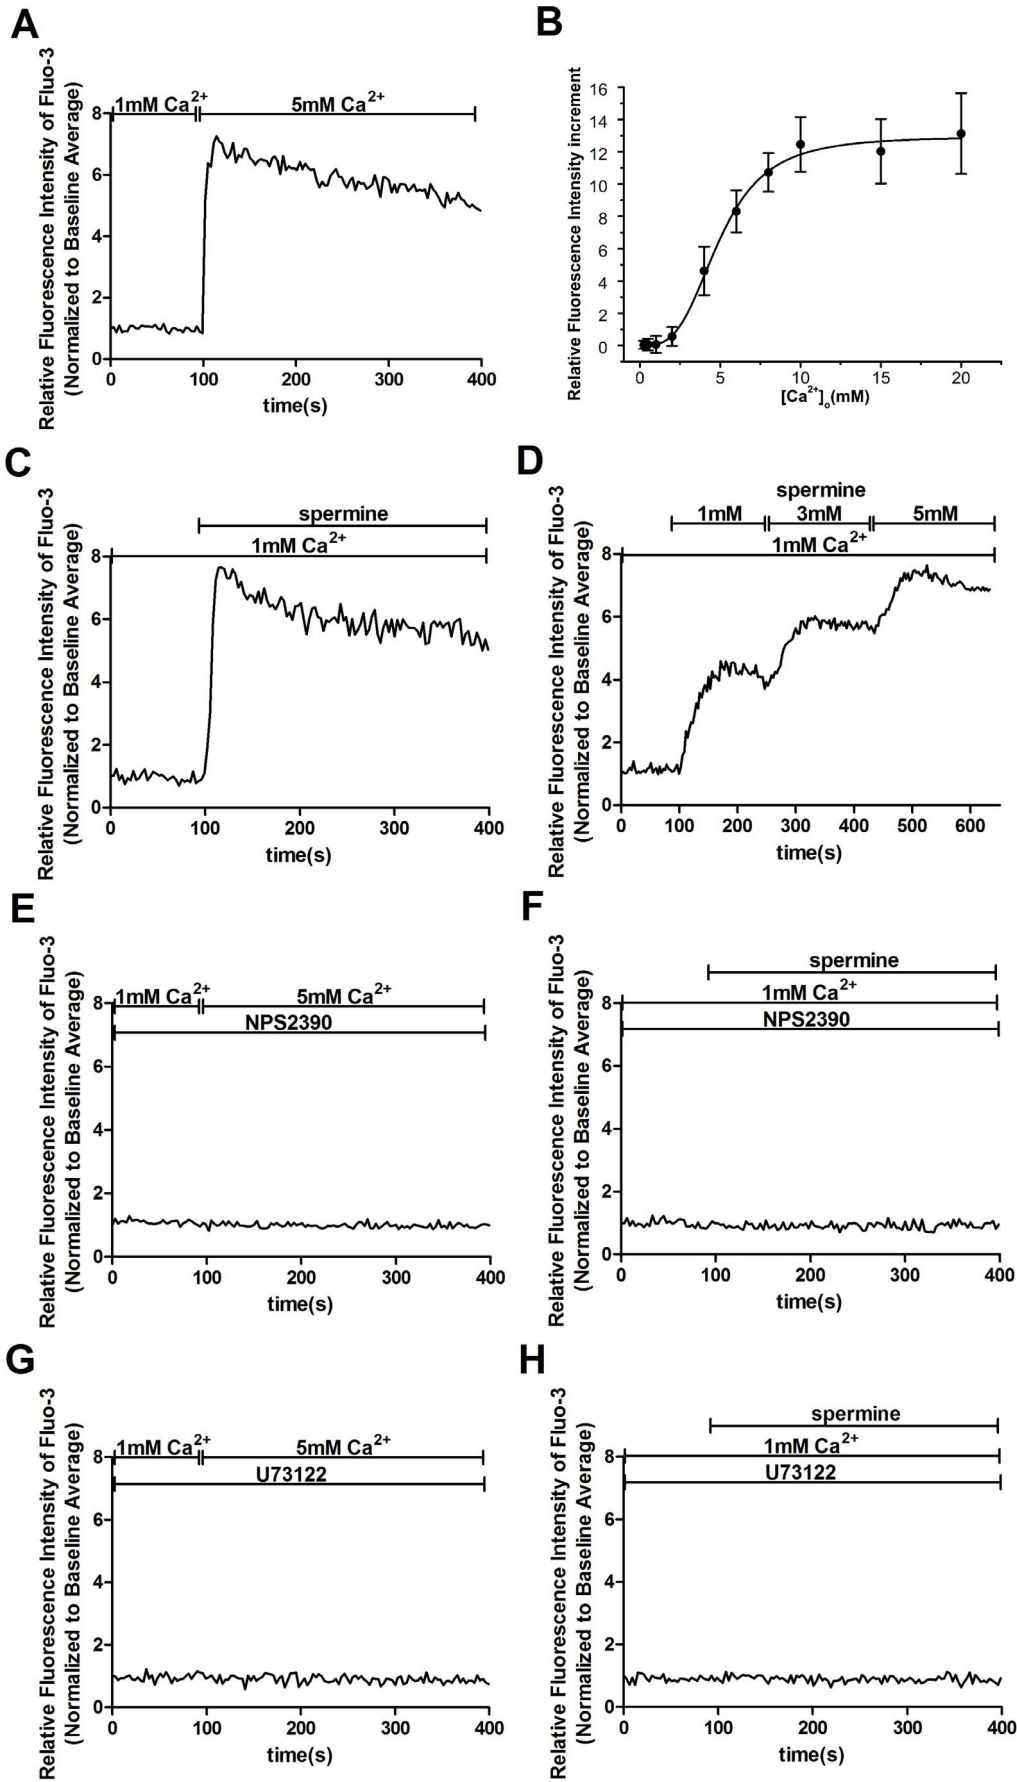 A
Relative Fluorescence Intensity of Fluo-3
(Normalized to Baseline Average)
1mM Ca²⁺ 5mM Ca²⁺
8
6
4
2
0
0 100 200 300 400
time(s)
B
Relative Fluorescence Intensity increment
16
14
12
10
8
6
4
2
0
0 5 10 15 20
[Ca²⁺]ₒ(mM)
C
Relative Fluorescence Intensity of Fluo-3
(Normalized to Baseline Average)
spermine
1mM Ca²⁺
8
6
4
2
0
0 100 200 300 400
time(s)
D
Relative Fluorescence Intensity of Fluo-3
(Normalized to Baseline Average)
spermine
1mM 3mM 5mM
1mM Ca²⁺
8
6
4
2
0
0 100 200 300 400 500 600
time(s)
E
Relative Fluorescence Intensity of Fluo-3
(Normalized to Baseline Average)
1mM Ca²⁺ 5mM Ca²⁺
NPS2390
8
6
4
2
0
0 100 200 300 400
time(s)
F
Relative Fluorescence Intensity of Fluo-3
(Normalized to Baseline Average)
spermine
1mM Ca²⁺
NPS2390
8
6
4
2
0
0 100 200 300 400
time(s)
G
Relative Fluorescence Intensity of Fluo-3
(Normalized to Baseline Average)
1mM Ca²⁺ 5mM Ca²⁺
U73122
8
6
4
2
0
0 100 200 300 400
time(s)
H
Relative Fluorescence Intensity of Fluo-3
(Normalized to Baseline Average)
spermine
1mM Ca²⁺
U73122
8
6
4
2
0
0 100 200 300 400
time(s)